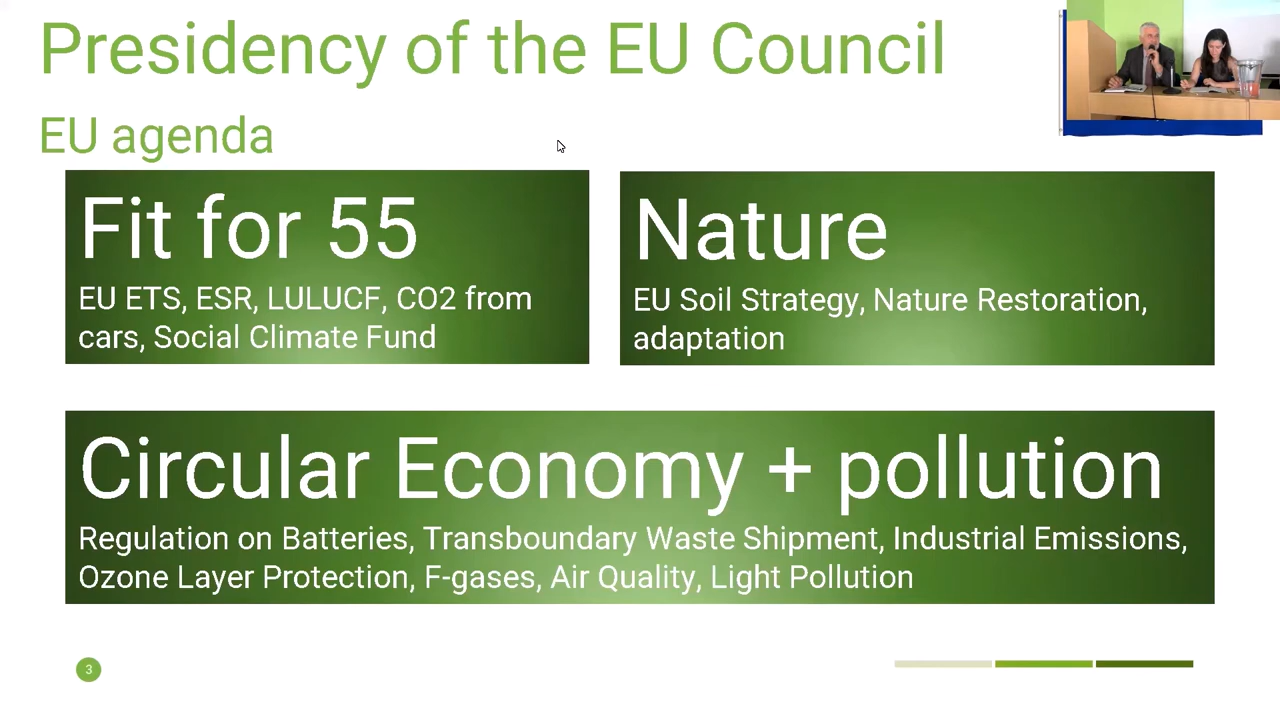 Presidency of the EU Council
EU agenda
Fit for 55
EU ETS, ESR, LULUCF, CO2 from
cars, Social Climate Fund
Nature
EU Soil Strategy, Nature Restoration,
adaptation
Circular Economy + pollution
Regulation on Batteries, Transboundary Waste Shipment, Industrial Emissions,
Ozone Layer Protection, F-gases, Air Quality, Light Pollution
3